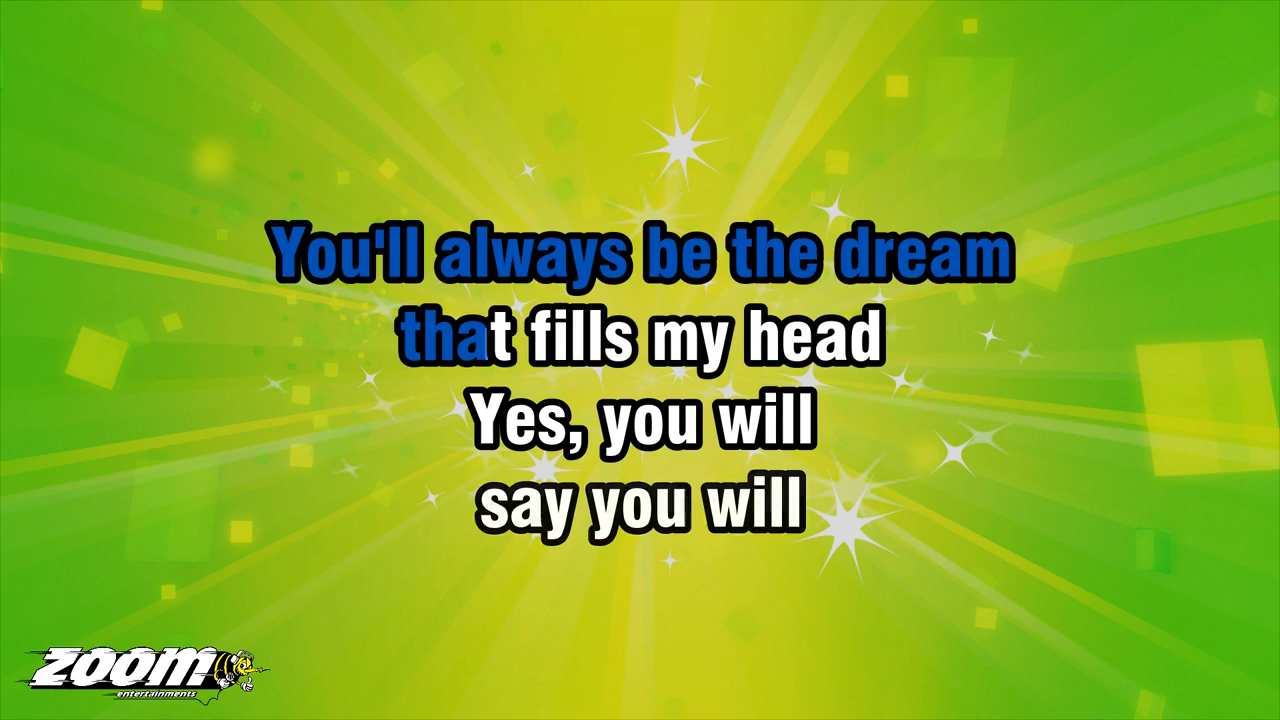 You'll always be the dream
that fills my head
Yes, you will
say you will
ZOOM
entertainments